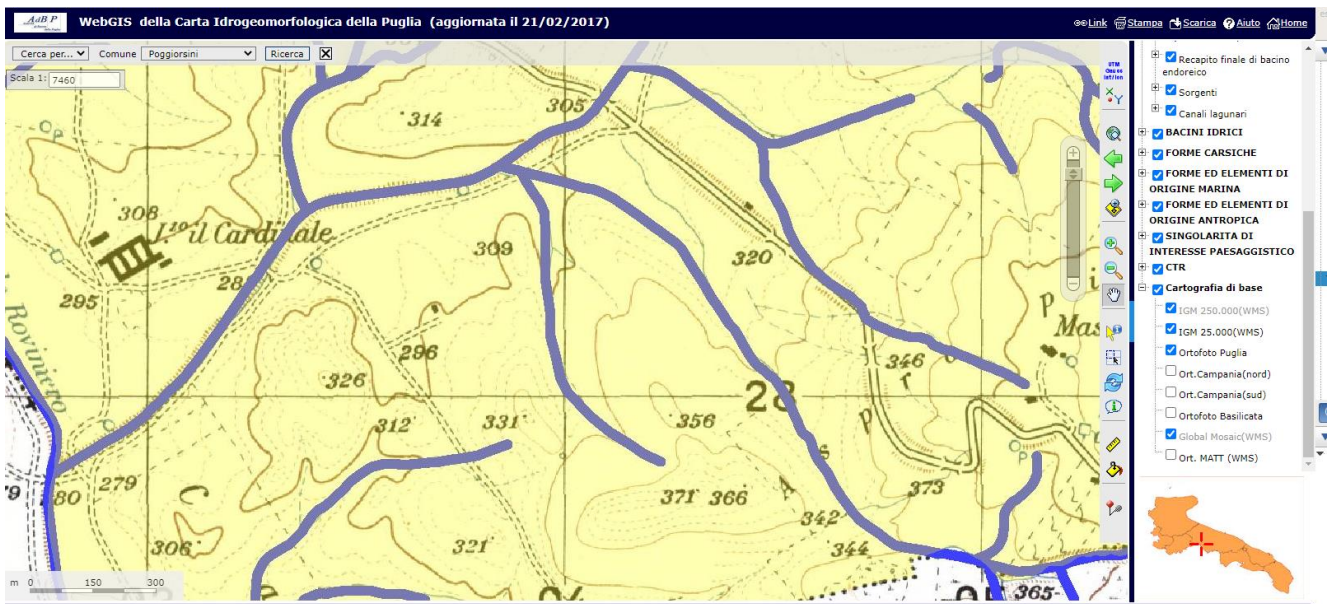 AdB P
WebGIS della Carta Idrogeomorfologica della Puglia (aggiornata il 21/02/2017)
Link Stampa Scarica Aiuto Home
Cerca per... Comune Poggiorsini Ricerca
Scala 1: 7460
UTM
Recapito finale di bacino
endoreico
Sorgenti
Canali lagunari
BACINI IDRICI
FORME CARSICHE
FORME ED ELEMENTI DI
ORIGINE MARINA
FORME ED ELEMENTI DI
ORIGINE ANTROPICA
SINGOLARITA DI
INTERESSE PAESAGGISTICO
CTR
Cartografia di base
IGM 250.000(WMS)
IGM 25.000(WMS)
Ortofoto Puglia
Ort.Campania(nord)
Ort.Campania(sud)
Ortofoto Basilicata
Global Mosaic(WMS)
Ort. MATT (WMS)
305
314
308
J.no il Cardinale
309
320
295
Rovinirro
Mas
296
346
326
28
312
331
356
279
80
371 366
373
342
306
321
344
365
m 0 150 300